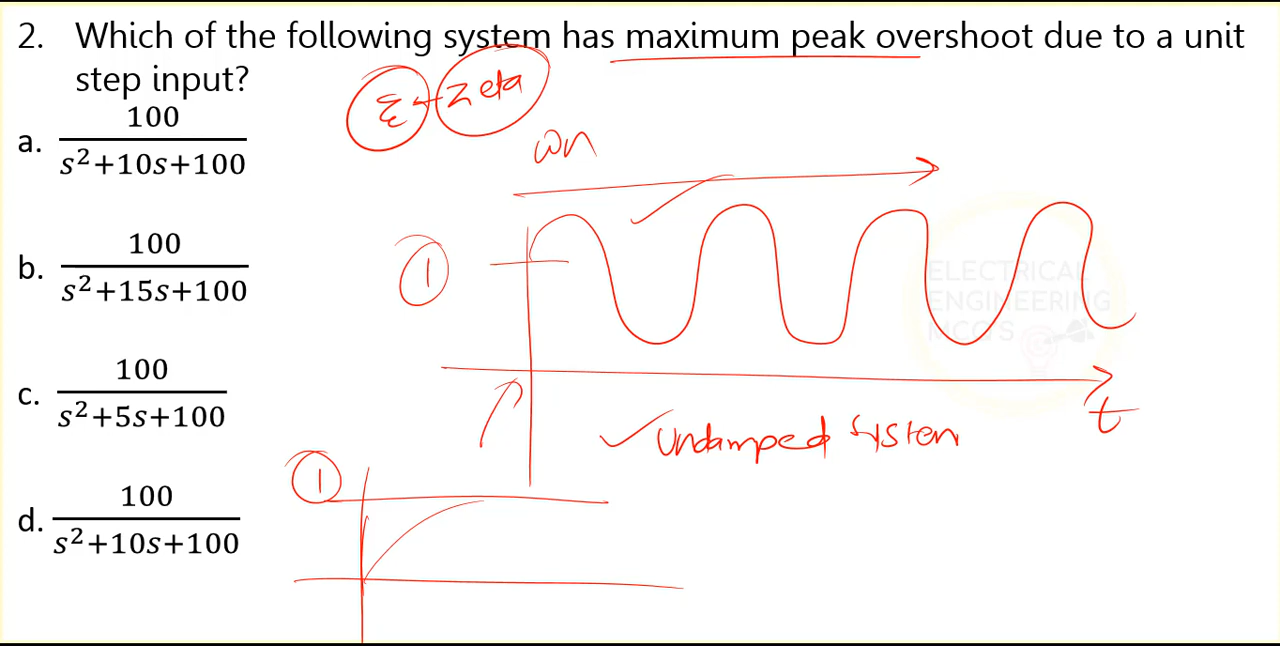 2. Which of the following system has maximum peak overshoot due to a unit
step input?
a. 100
s²+10s+100
b. 100
s²+15s+100
c. 100
s²+5s+100
d. 100
s²+10s+100
zeta
ωn
1
t
undamped system
1
ELECTRICAL
ENGINEERING
MCQ'S